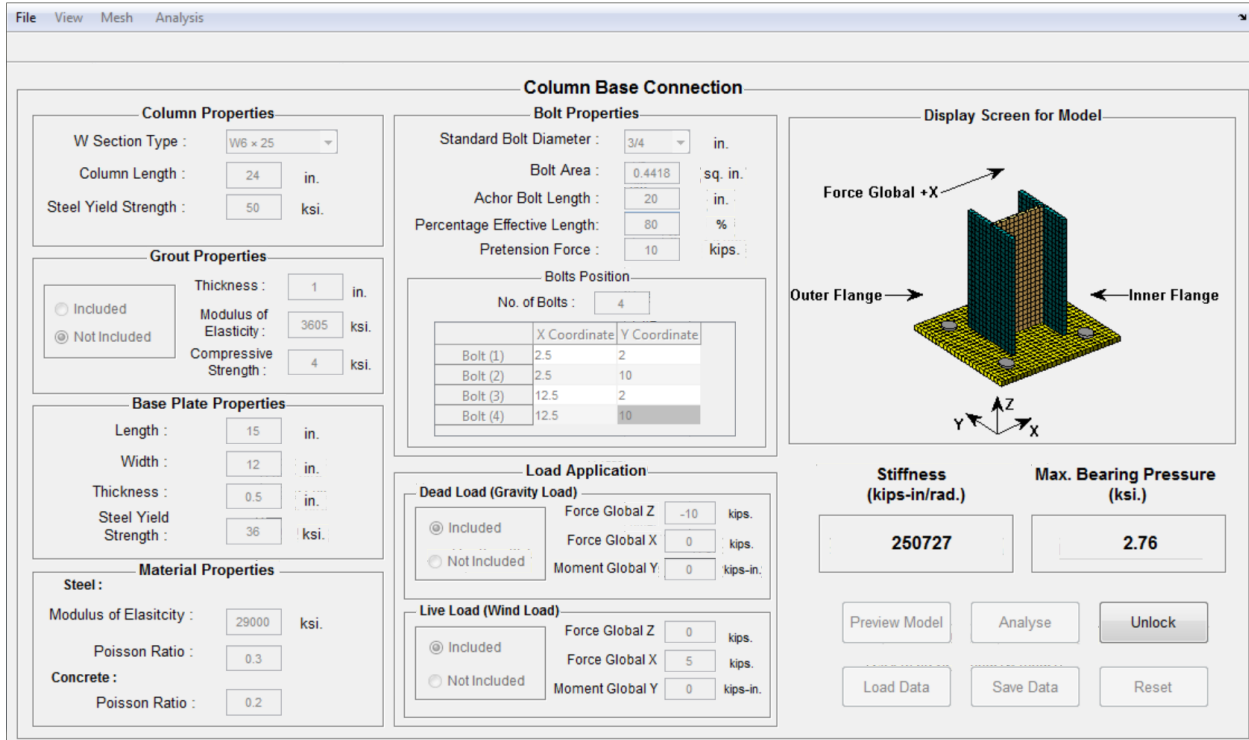 File View Mesh Analysis
Column Base Connection
Column Properties
W Section Type : W6 × 25
Column Length : 24 in.
Steel Yield Strength : 50 ksi.
Grout Properties
Included
Not Included
Thickness : 1 in.
Modulus of
Elasticity : 3605 ksi.
Compressive
Strength : 4 ksi.
Base Plate Properties
Length : 15 in.
Width : 12 in.
Thickness : 0.5 in.
Steel Yield
Strength : 36 ksi.
Material Properties
Steel :
Modulus of Elasitcity : 29000 ksi.
Poisson Ratio : 0.3
Concrete :
Poisson Ratio : 0.2
Bolt Properties
Standard Bolt Diameter : 3/4 in.
Bolt Area : 0.4418 sq. in.
Achor Bolt Length : 20 in.
Percentage Effective Length: 80 %
Pretension Force : 10 kips.
Bolts Position
No. of Bolts : 4
X Coordinate Y Coordinate
Bolt (1) 2.5 2
Bolt (2) 2.5 10
Bolt (3) 12.5 2
Bolt (4) 12.5 10
Load Application
Dead Load (Gravity Load)
Included
Not Included
Force Global Z -10 kips.
Force Global X 0 kips.
Moment Global Y: 0 kips-in.
Live Load (Wind Load)
Included
Not Included
Force Global Z 0 kips.
Force Global X 5 kips.
Moment Global Y 0 kips-in.
Display Screen for Model
Force Global +X
Outer Flange
Inner Flange
Z
Y
X
Stiffness
(kips-in/rad.)
250727
Max. Bearing Pressure
(ksi.)
2.76
Preview Model Analyse Unlock
Load Data Save Data Reset